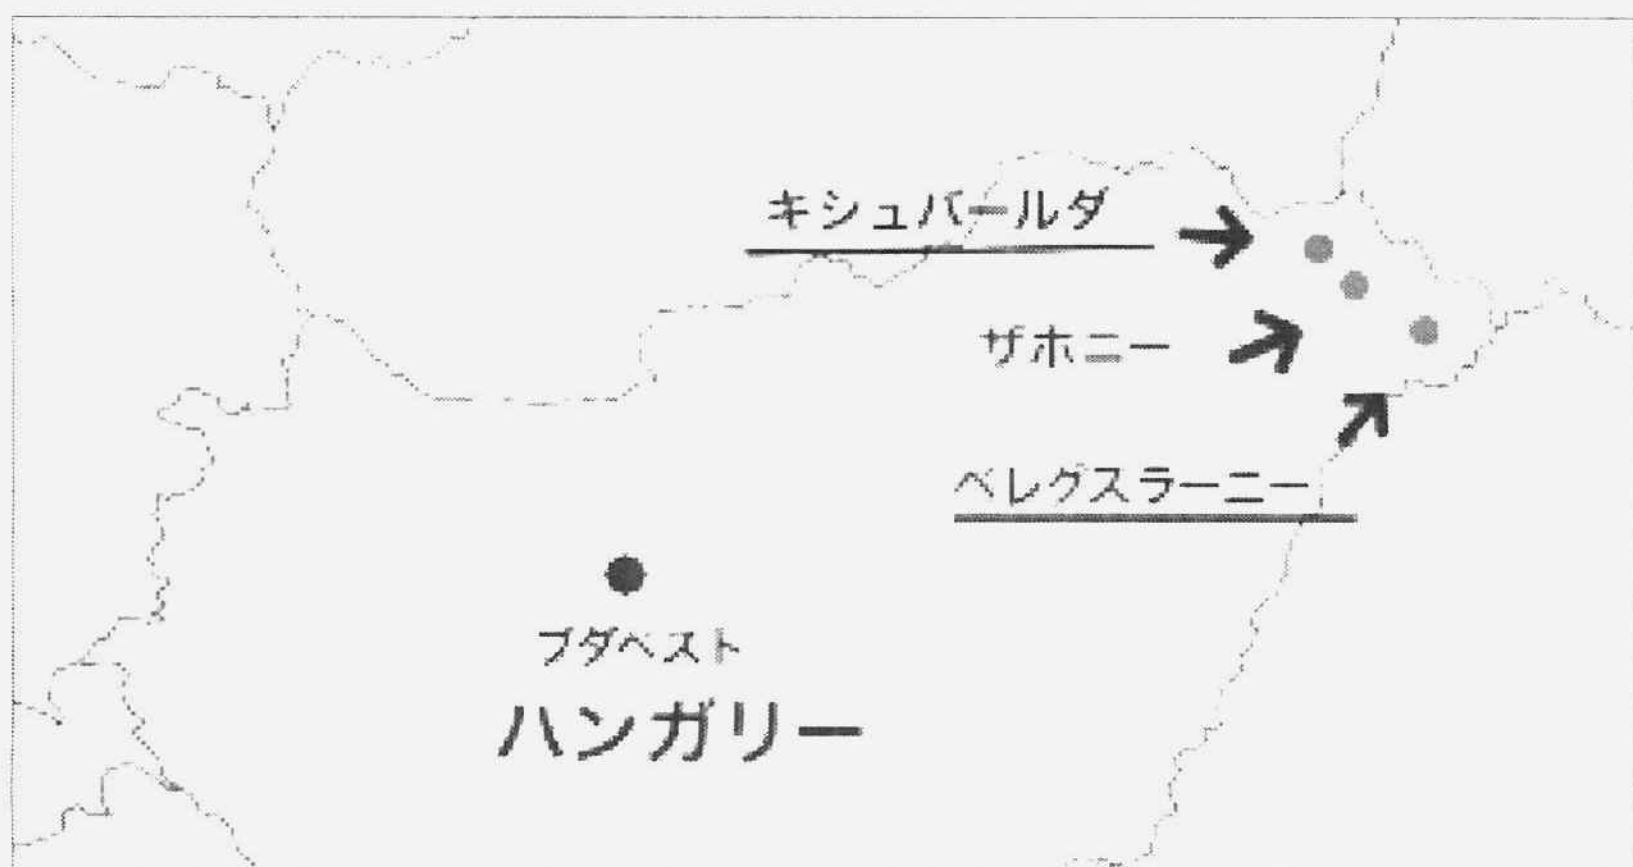 キシュバールダ
ザホニー
ベレグスラーニー
ブダペスト
ハンガリー